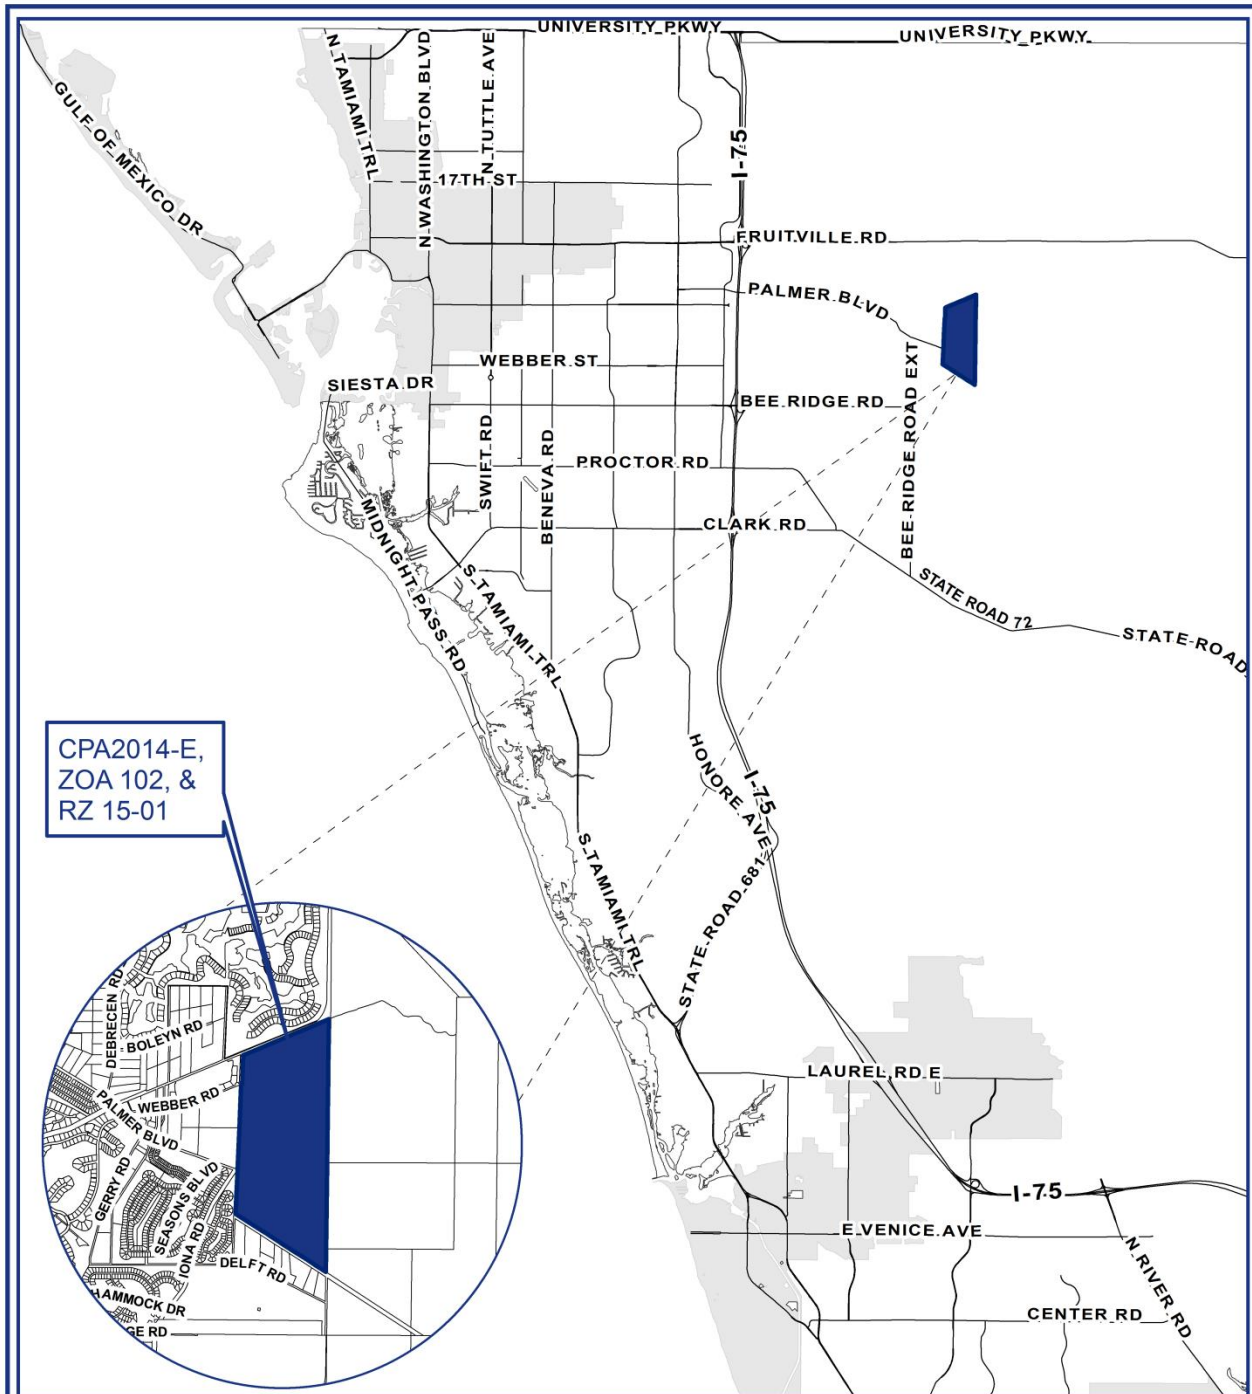 UNIVERSITY PKWY
UNIVERSITY PKWY
N TAMIAMI TRL
N WASHINGTON BLVD
N TUTTLE AVE
GULF OF MEXICO DR
I-75
17TH ST
FRUITVILLE RD
PALMER BLVD
WEBBER ST
SIESTA DR
BEE RIDGE RD
BEE RIDGE ROAD EXT
SWIFT RD
BENEVA RD
PROCTOR RD
CLARK RD
MIDNIGHT PASS RD
S TAMIAMI TRL
STATE ROAD 72
STATE ROAD
CPA2014-E,
ZOA 102, &
RZ 15-01
HONORE AVE
I-75
S TAMIAMI TRL
STATE ROAD 681
DEBRECEN RD
BOLEYN RD
WEBBER RD
PALMER BLVD
GERRY RD
SEASONS BLVD
IONA RD
DELFT RD
HAMMOCK DR
GE RD
LAUREL RD E
I-75
E VENICE AVE
N RIVER RD
CENTER RD